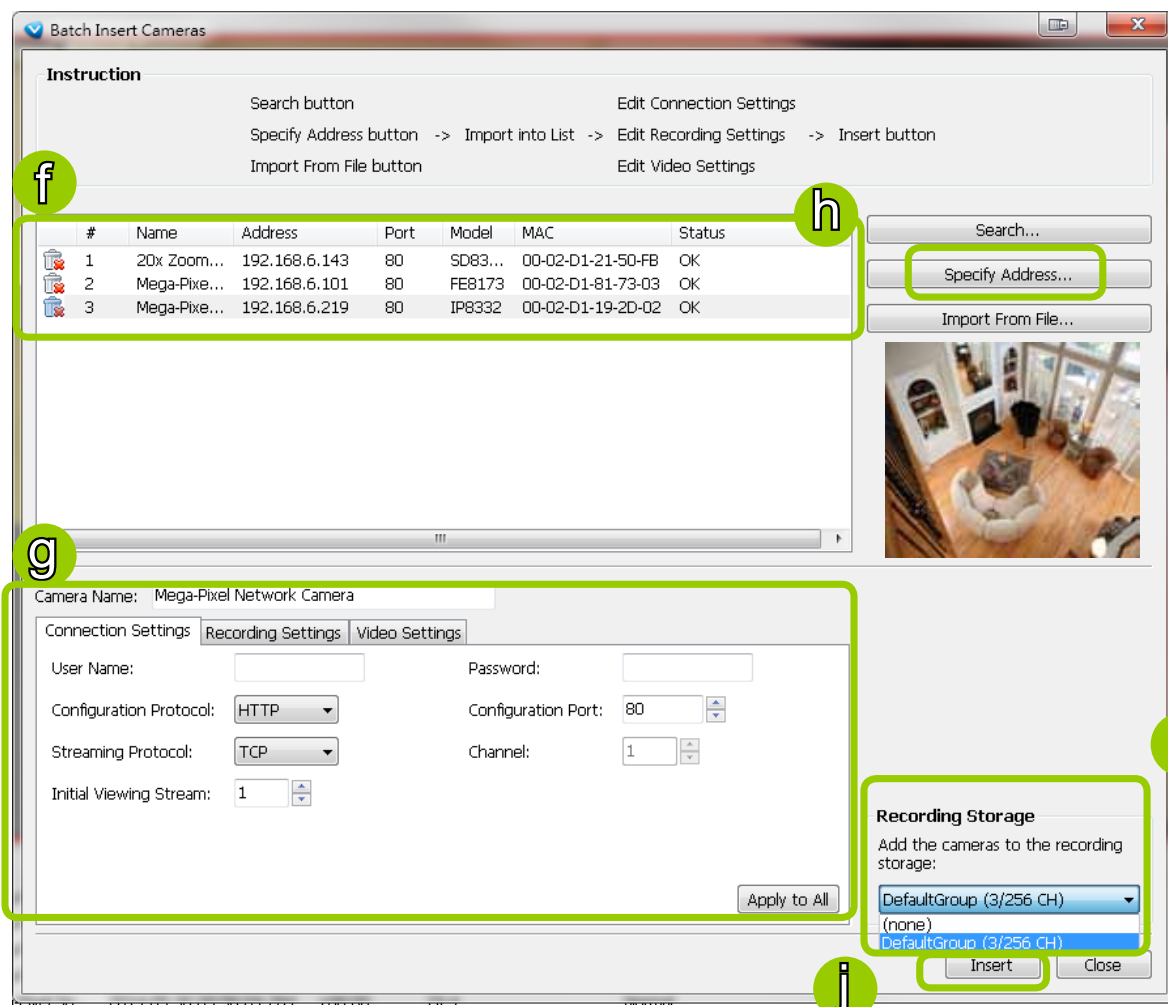 Batch Insert Cameras
Instruction
Search button Edit Connection Settings
Specify Address button -> Import into List -> Edit Recording Settings -> Insert button
Import From File button Edit Video Settings
f
h
# Name Address Port Model MAC Status
1 20x Zoom... 192.168.6.143 80 SD83... 00-02-D1-21-50-FB OK
2 Mega-Pixe... 192.168.6.101 80 FE8173 00-02-D1-81-73-03 OK
3 Mega-Pixe... 192.168.6.219 80 IP8332 00-02-D1-19-2D-02 OK
Search...
Specify Address...
Import From File...
g
Camera Name: Mega-Pixel Network Camera
Connection Settings Recording Settings Video Settings
User Name: Password:
Configuration Protocol: HTTP Configuration Port: 80
Streaming Protocol: TCP Channel: 1
Initial Viewing Stream: 1
Apply to All
Recording Storage
Add the cameras to the recording
storage:
DefaultGroup (3/256 CH)
(none)
DefaultGroup (3/256 CH)
Insert Close